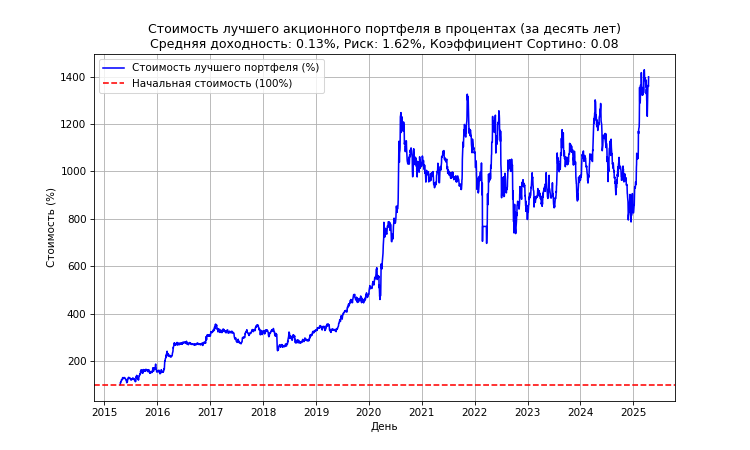 Стоимость лучшего акционного портфеля в процентах (за десять лет)
Средняя доходность: 0.13%, Риск: 1.62%, Коэффициент Сортино: 0.08
Стоимость лучшего портфеля (%)
Начальная стоимость (100%)
Стоимость (%)
1400
1200
1000
800
600
400
200
2015 2016 2017 2018 2019 2020 2021 2022 2023 2024 2025
День